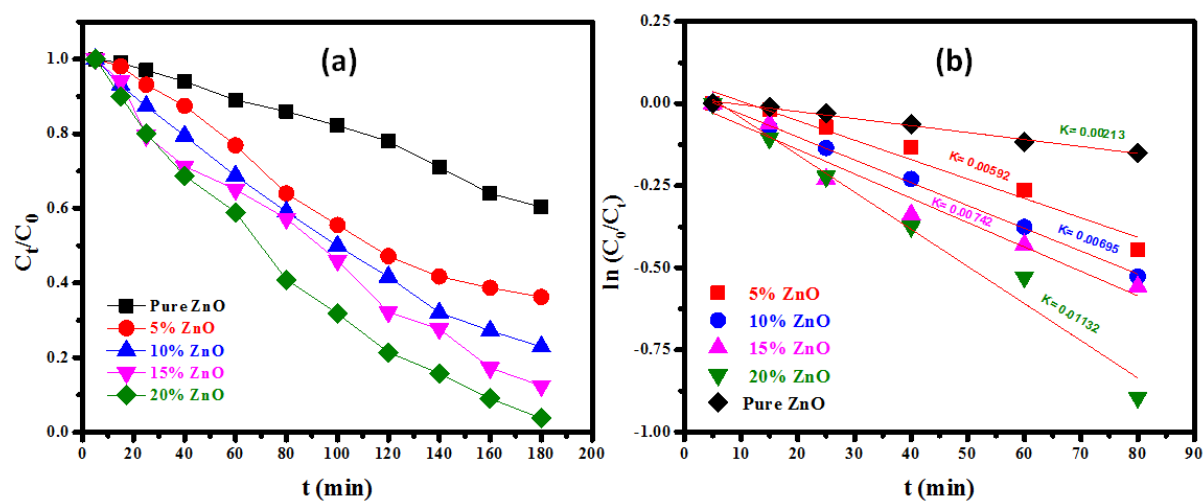 (a)
C_t/C_0
1.0
0.8
0.6
0.4
0.2
0.0
Pure ZnO
5% ZnO
10% ZnO
15% ZnO
20% ZnO
0 20 40 60 80 100 120 140 160 180 200
t (min)
(b)
ln (C_0/C_t)
0.25
0.00
-0.25
-0.50
-0.75
-1.00
K= 0.00213
K= 0.00592
K= 0.00742
K= 0.00695
K=0.01132
5% ZnO
10% ZnO
15% ZnO
20% ZnO
Pure ZnO
0 10 20 30 40 50 60 70 80 90
t (min)